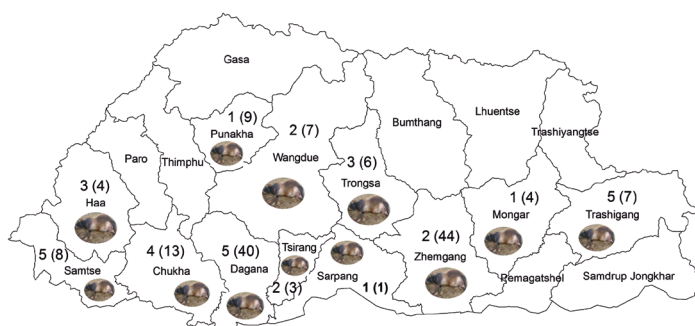 Gasa
1 (9)
Punakha
2 (7)
Wangdue
Bumthang
Lhuentse
Trashiyangtse
Paro
Thimphu
3 (6)
Trongsa
3 (4)
Haa
1 (4)
Mongar
5 (7)
Trashigang
5 (8)
Samtse
4 (13)
Chukha
5 (40)
Dagana
Tsirang
2 (3)
Sarpang
1 (1)
2 (44)
Zhemgang
Pemagatshel
Samdrup Jongkhar